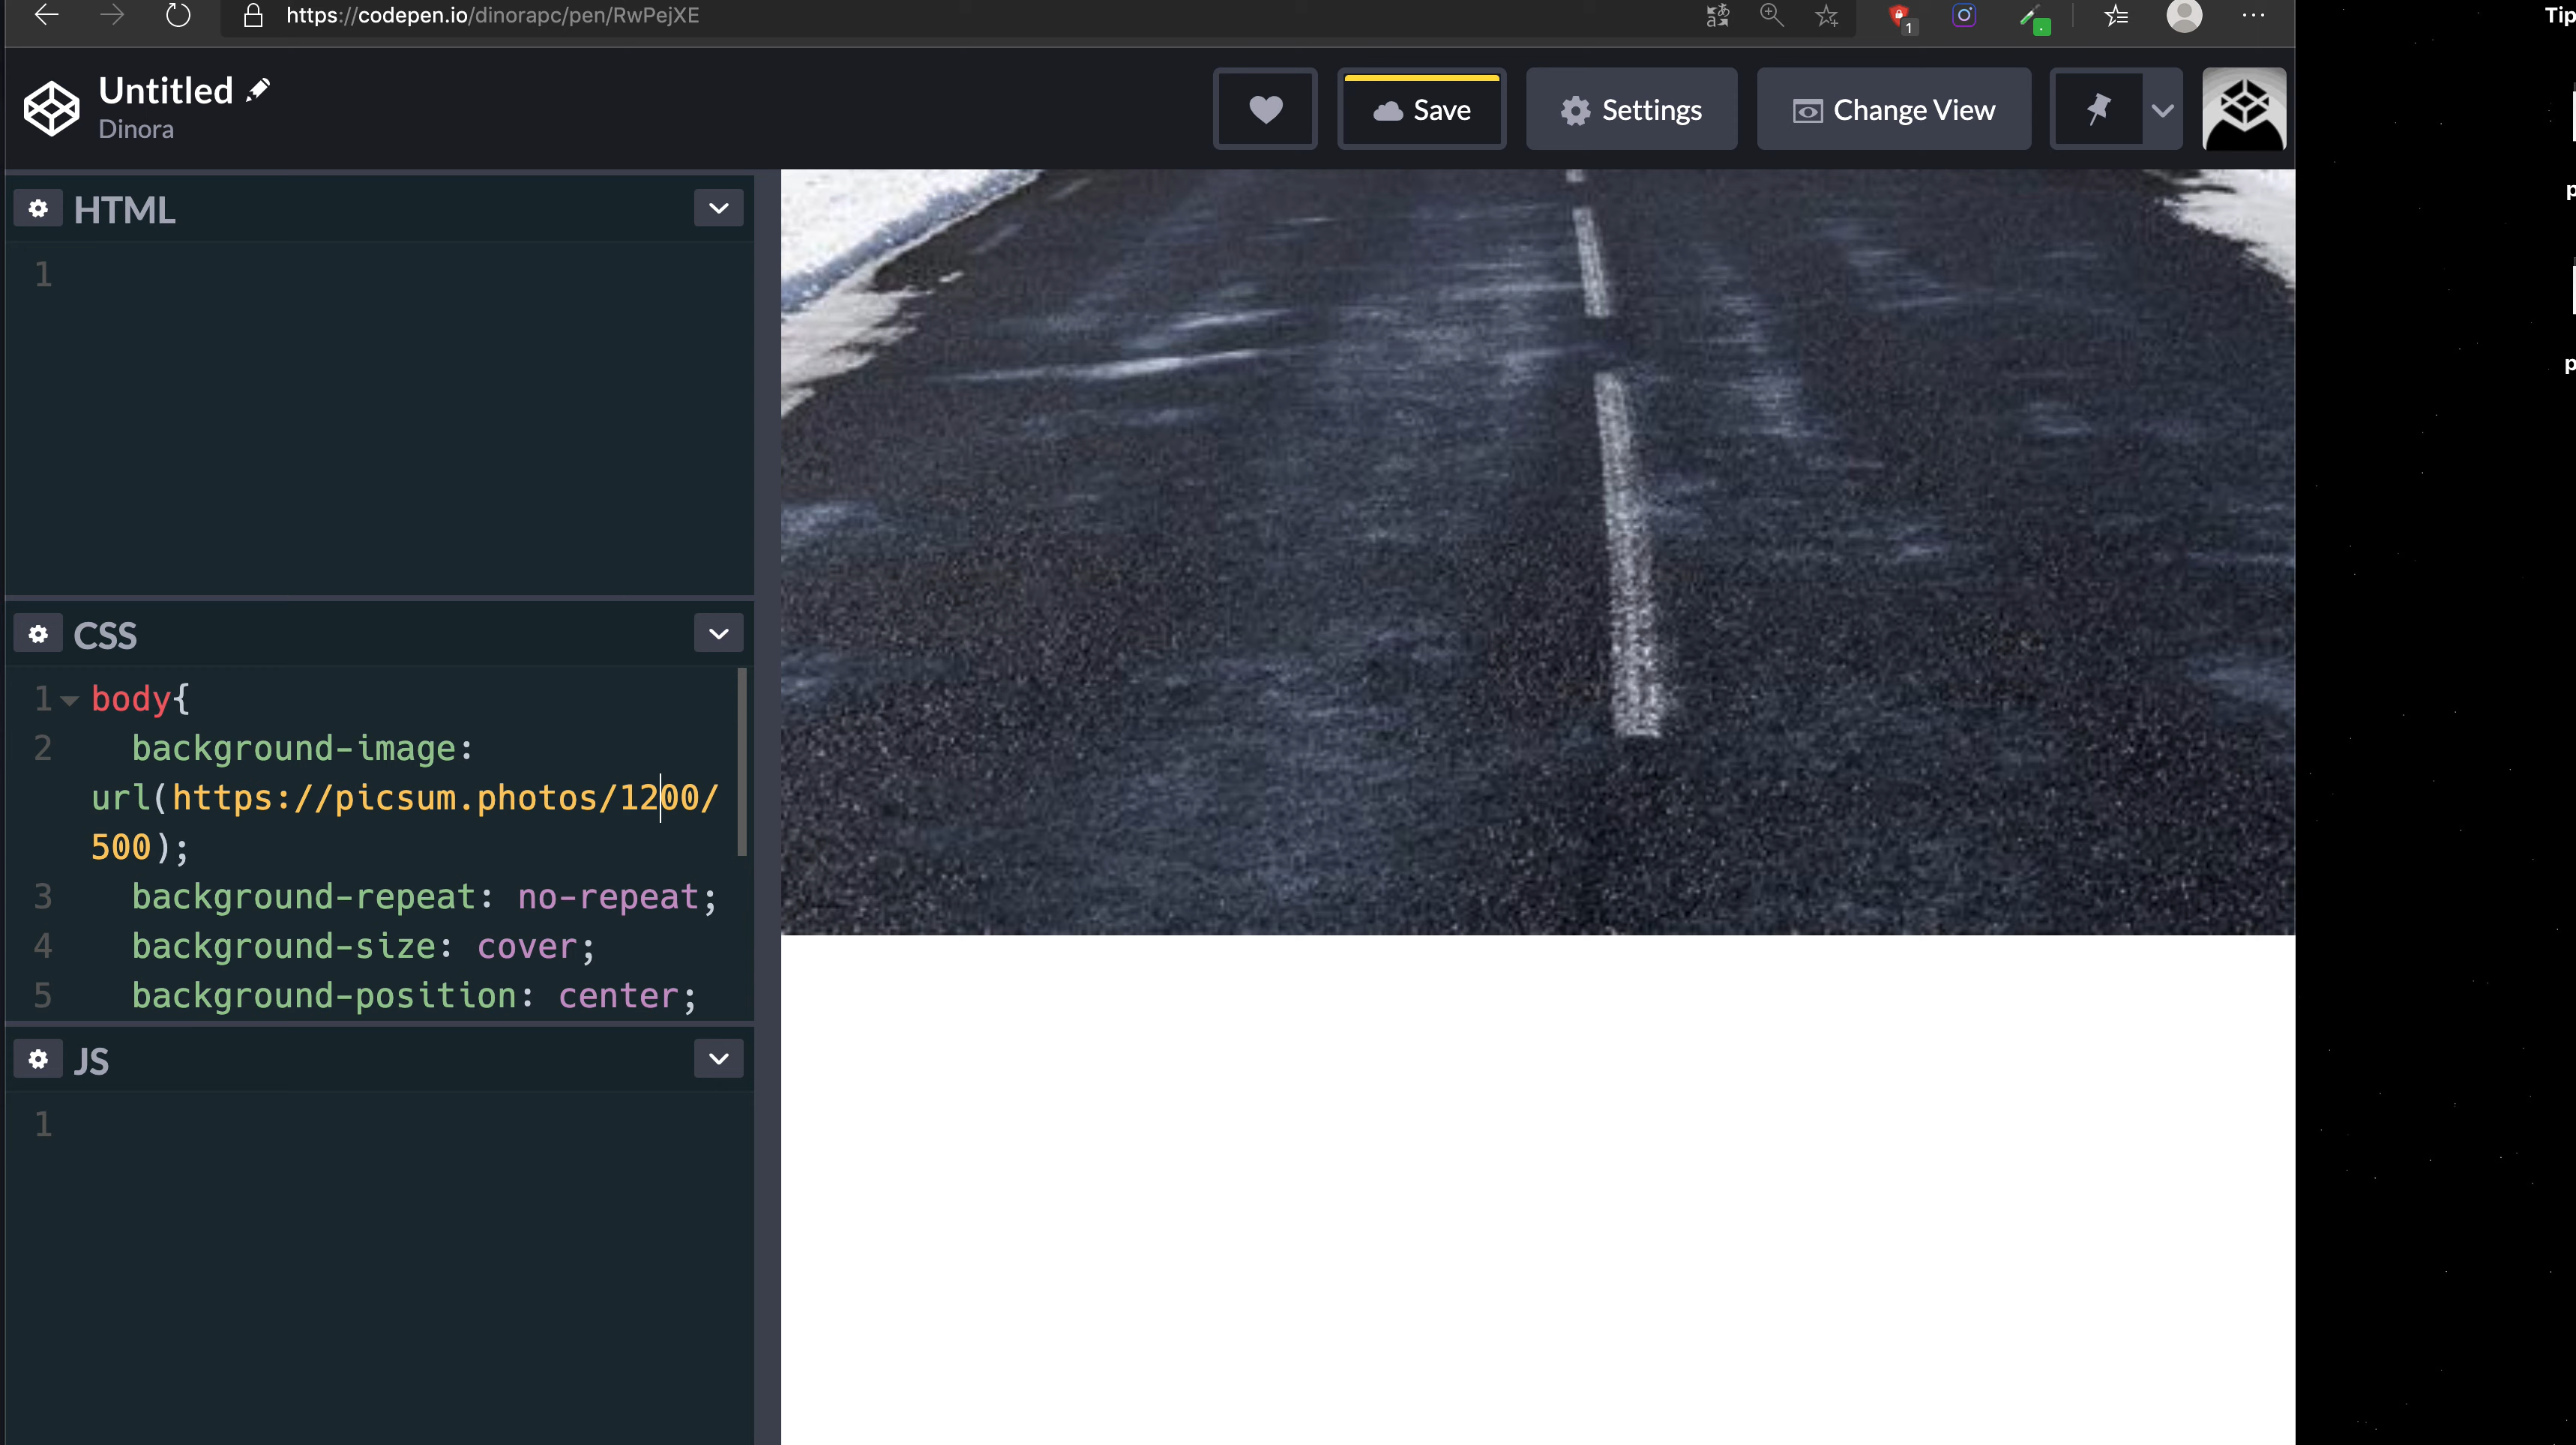 https://codepen.io/dinorapc/pen/RwPejXE
1
Tip
Untitled
Dinora
Save
Settings
Change View
p
p
HTML
1
CSS
1 body{
2 background-image:
url(https://picsum.photos/1200/
500);
3 background-repeat: no-repeat;
4 background-size: cover;
5 background-position: center;
JS
1